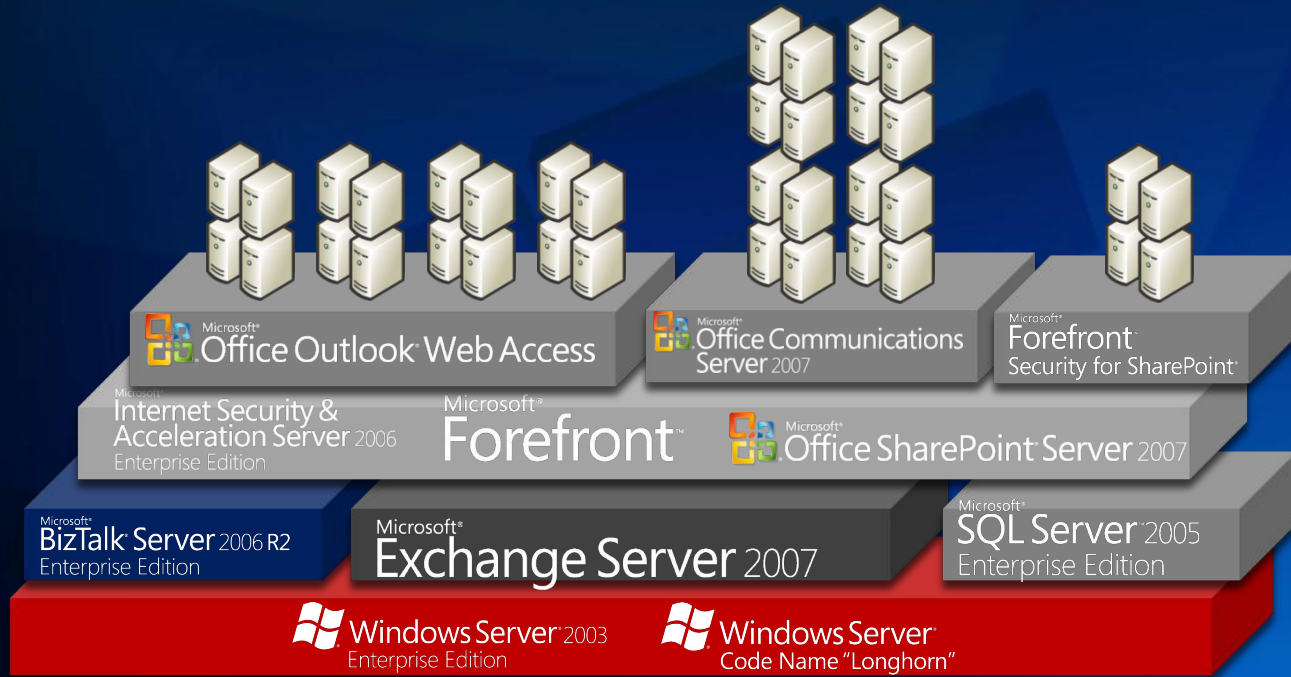 Microsoft®
Office Outlook® Web Access
Microsoft®
Office Communications
Server 2007
Microsoft®
Forefront™
Security for SharePoint®
Microsoft®
Internet Security &
Acceleration Server 2006
Enterprise Edition
Microsoft®
Forefront™
Microsoft®
Office SharePoint Server 2007
Microsoft®
BizTalk® Server 2006 R2
Enterprise Edition
Microsoft®
Exchange Server 2007
Microsoft®
SQL Server™ 2005
Enterprise Edition
Windows Server® 2003
Enterprise Edition
Windows Server®
Code Name “Longhorn”